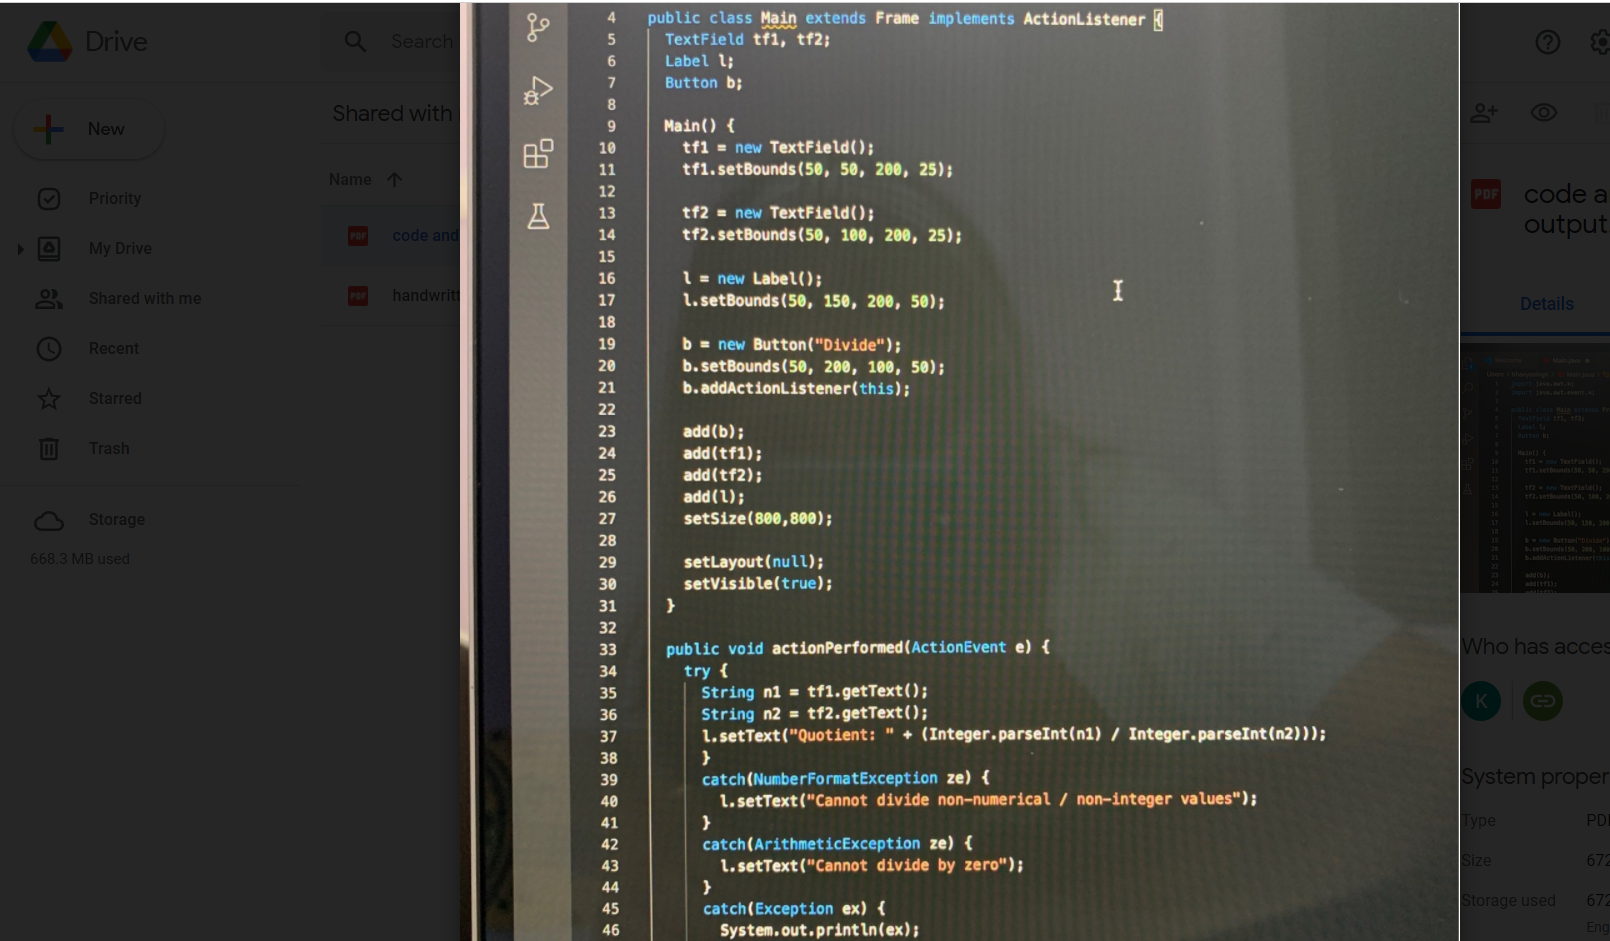 Drive
Search
New
Priority
My Drive
Shared with me
Recent
Starred
Trash
Storage
668.3 MB used
Shared with
Name
PDF code and
PDF handwritt
4 public class Main extends Frame implements ActionListener {
5 TextField tf1, tf2;
6 Label l;
7 Button b;
8
9 Main() {
10 tf1 = new TextField();
11 tf1.setBounds(50, 50, 200, 25);
12
13 tf2 = new TextField();
14 tf2.setBounds(50, 100, 200, 25);
15
16 l = new Label();
17 l.setBounds(50, 150, 200, 50);
18
19 b = new Button("Divide");
20 b.setBounds(50, 200, 100, 50);
21 b.addActionListener(this);
22
23 add(b);
24 add(tf1);
25 add(tf2);
26 add(l);
27 setSize(800,800);
28
29 setLayout(null);
30 setVisible(true);
31 }
32
33 public void actionPerformed(ActionEvent e) {
34 try {
35 String n1 = tf1.getText();
36 String n2 = tf2.getText();
37 l.setText("Quotient: " + (Integer.parseInt(n1) / Integer.parseInt(n2)));
38 }
39 catch(NumberFormatException ze) {
40 l.setText("Cannot divide non-numerical / non-integer values");
41 }
42 catch(ArithmeticException ze) {
43 l.setText("Cannot divide by zero");
44 }
45 catch(Exception ex) {
46 System.out.println(ex);
PDF code a
output
Details
Who has acces
K
System proper
Type PD
Size 672
Storage used 672
Eng